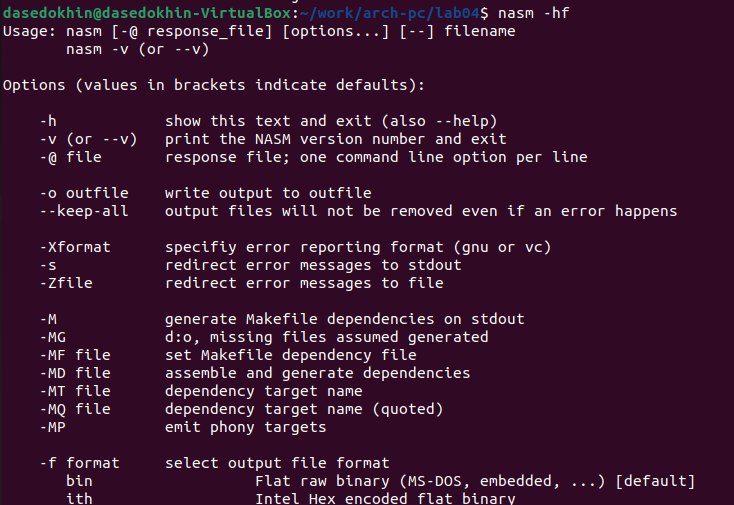 dasedokhin@dasedokhin-VirtualBox:~/work/arch-pc/lab04$ nasm -hf
Usage: nasm [-@ response_file] [options...] [--] filename
       nasm -v (or --v)

Options (values in brackets indicate defaults):

    -h            show this text and exit (also --help)
    -v (or --v)   print the NASM version number and exit
    -@ file       response file; one command line option per line

    -o outfile    write output to outfile
    --keep-all    output files will not be removed even if an error happens

    -Xformat      specifiy error reporting format (gnu or vc)
    -s            redirect error messages to stdout
    -Zfile        redirect error messages to file

    -M            generate Makefile dependencies on stdout
    -MG           d:o, missing files assumed generated
    -MF file      set Makefile dependency file
    -MD file      assemble and generate dependencies
    -MT file      dependency target name
    -MQ file      dependency target name (quoted)
    -MP           emit phony targets

    -f format     select output file format
       bin                  Flat raw binary (MS-DOS, embedded, ...) [default]
       ith                  Intel Hex encoded flat binary